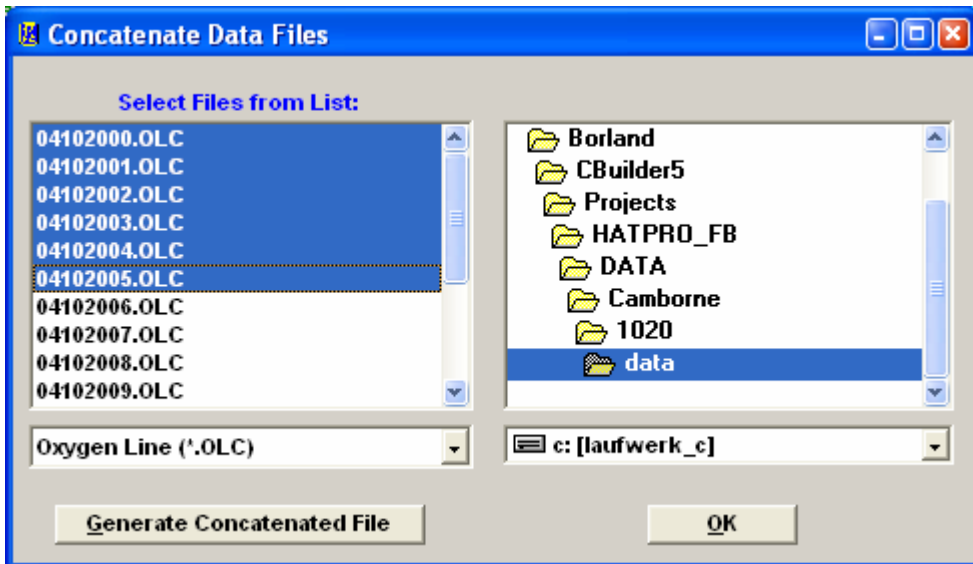 Concatenate Data Files
Select Files from List:
04102000.OLC
04102001.OLC
04102002.OLC
04102003.OLC
04102004.OLC
04102005.OLC
04102006.OLC
04102007.OLC
04102008.OLC
04102009.OLC
Oxygen Line (*.OLC)
Generate Concatenated File
Borland
CBuilder5
Projects
HATPRO_FB
DATA
Camborne
1020
data
c: [laufwerk_c]
OK